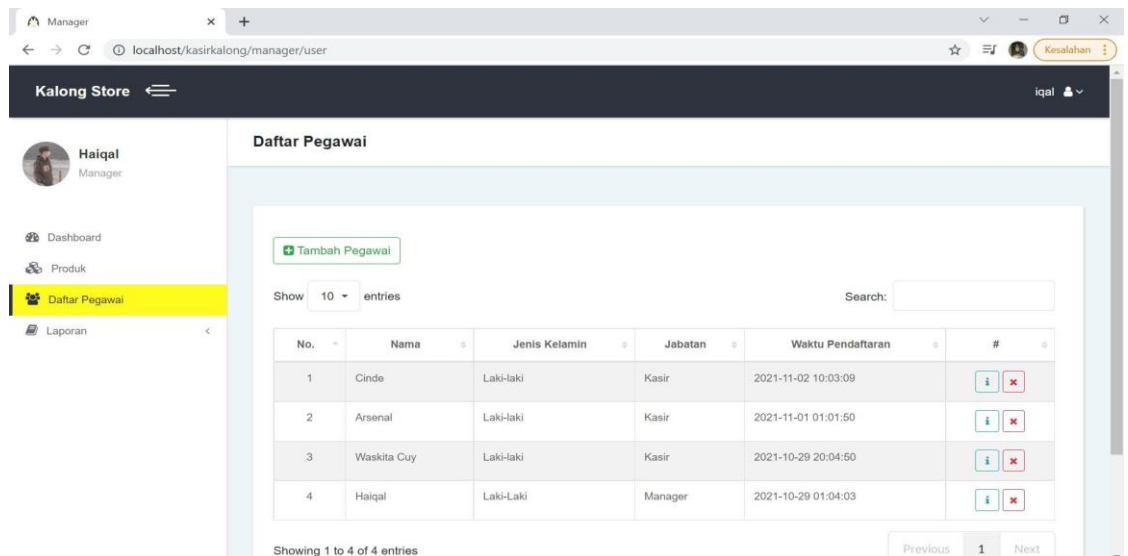 Manager
localhost/kasirkalong/manager/user
Kesalahan
Kalong Store
iqal
Haiqal
Manager
Daftar Pegawai
Dashboard
Produk
Daftar Pegawai
Laporan
Tambah Pegawai
Show 10 entries
Search:
No. Nama Jenis Kelamin Jabatan Waktu Pendaftaran #
1 Cinde Laki-laki Kasir 2021-11-02 10:03:09
2 Arsenal Laki-laki Kasir 2021-11-01 01:01:50
3 Waskita Cuy Laki-laki Kasir 2021-10-29 20:04:50
4 Haiqal Laki-Laki Manager 2021-10-29 01:04:03
Showing 1 to 4 of 4 entries
Previous 1 Next